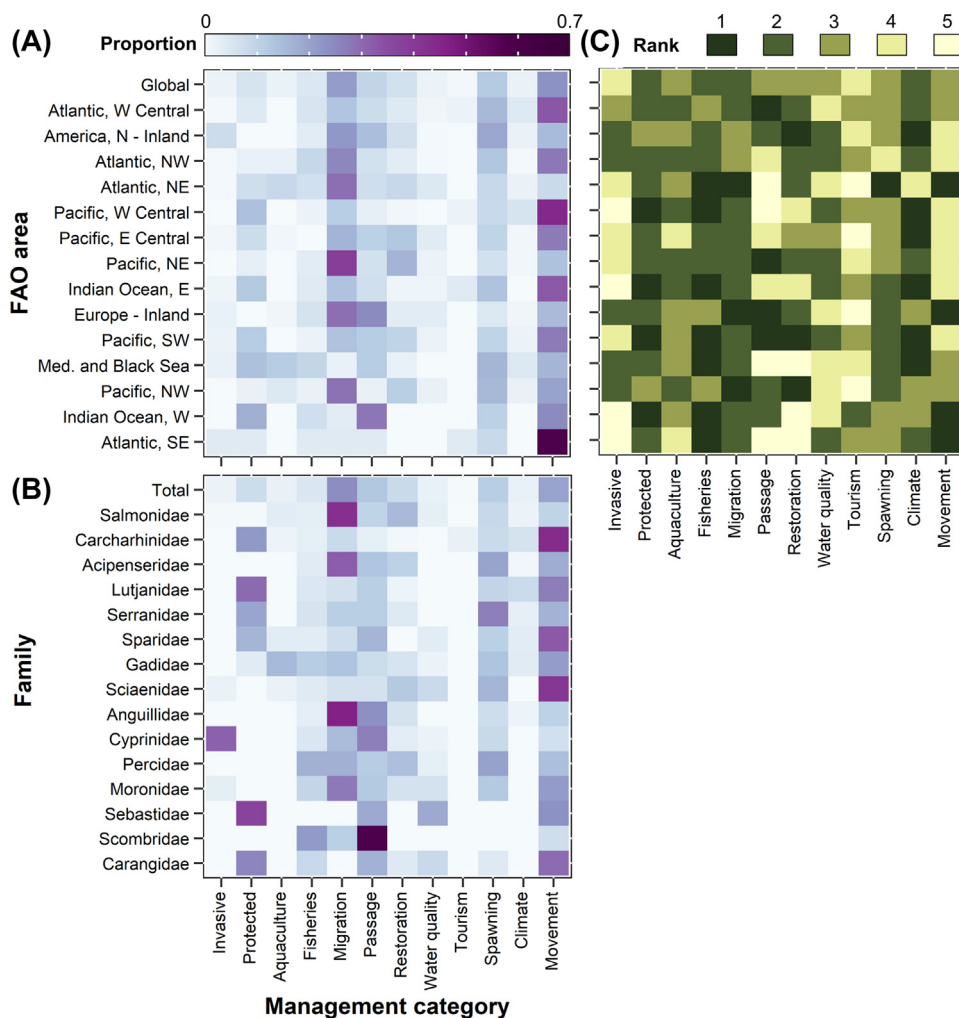 (A)
Proportion
0
0.7
(C)
Rank
1
2
3
4
5
FAO area
Global
Atlantic, W Central
America, N - Inland
Atlantic, NW
Atlantic, NE
Pacific, W Central
Pacific, E Central
Pacific, NE
Indian Ocean, E
Europe - Inland
Pacific, SW
Med. and Black Sea
Pacific, NW
Indian Ocean, W
Atlantic, SE
Invasive
Protected
Aquaculture
Fisheries
Migration
Passage
Restoration
Water quality
Tourism
Spawning
Climate
Movement
(B)
Family
Total
Salmonidae
Carcharhinidae
Acipenseridae
Lutjanidae
Serranidae
Sparidae
Gadidae
Sciaenidae
Anguillidae
Cyprinidae
Percidae
Moronidae
Sebastidae
Scombridae
Carangidae
Invasive
Protected
Aquaculture
Fisheries
Migration
Passage
Restoration
Water quality
Tourism
Spawning
Climate
Movement
Management category